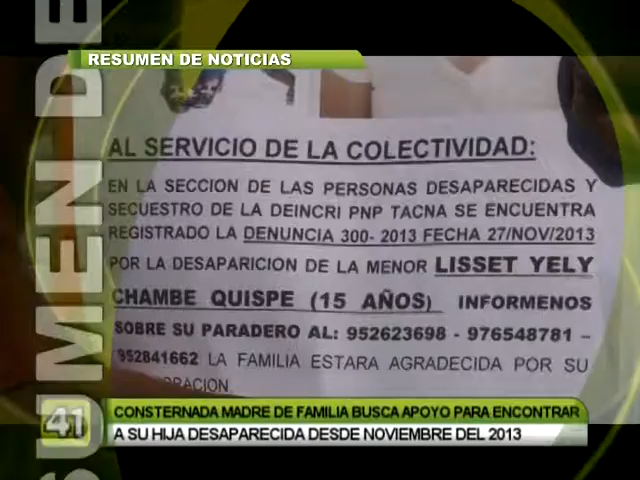 RESUMEN DE NOTICIAS
SUMEN DE
AL SERVICIO DE LA COLECTIVIDAD:
EN LA SECCION DE LAS PERSONAS DESAPARECIDAS Y
SECUESTRO DE LA DEINCRI PNP TACNA SE ENCUENTRA
REGISTRADO LA DENUNCIA 300- 2013 FECHA 27/NOV/2013
POR LA DESAPARICION DE LA MENOR LISSET YELY
CHAMBE QUISPE (15 AÑOS) INFORMENOS
SOBRE SU PARADERO AL: 952623698 - 976548781 –
952841662 LA FAMILIA ESTARA AGRADECIDA POR SU
41
CONSTERNADA MADRE DE FAMILIA BUSCA APOYO PARA ENCONTRAR
A SU HIJA DESAPARECIDA DESDE NOVIEMBRE DEL 2013